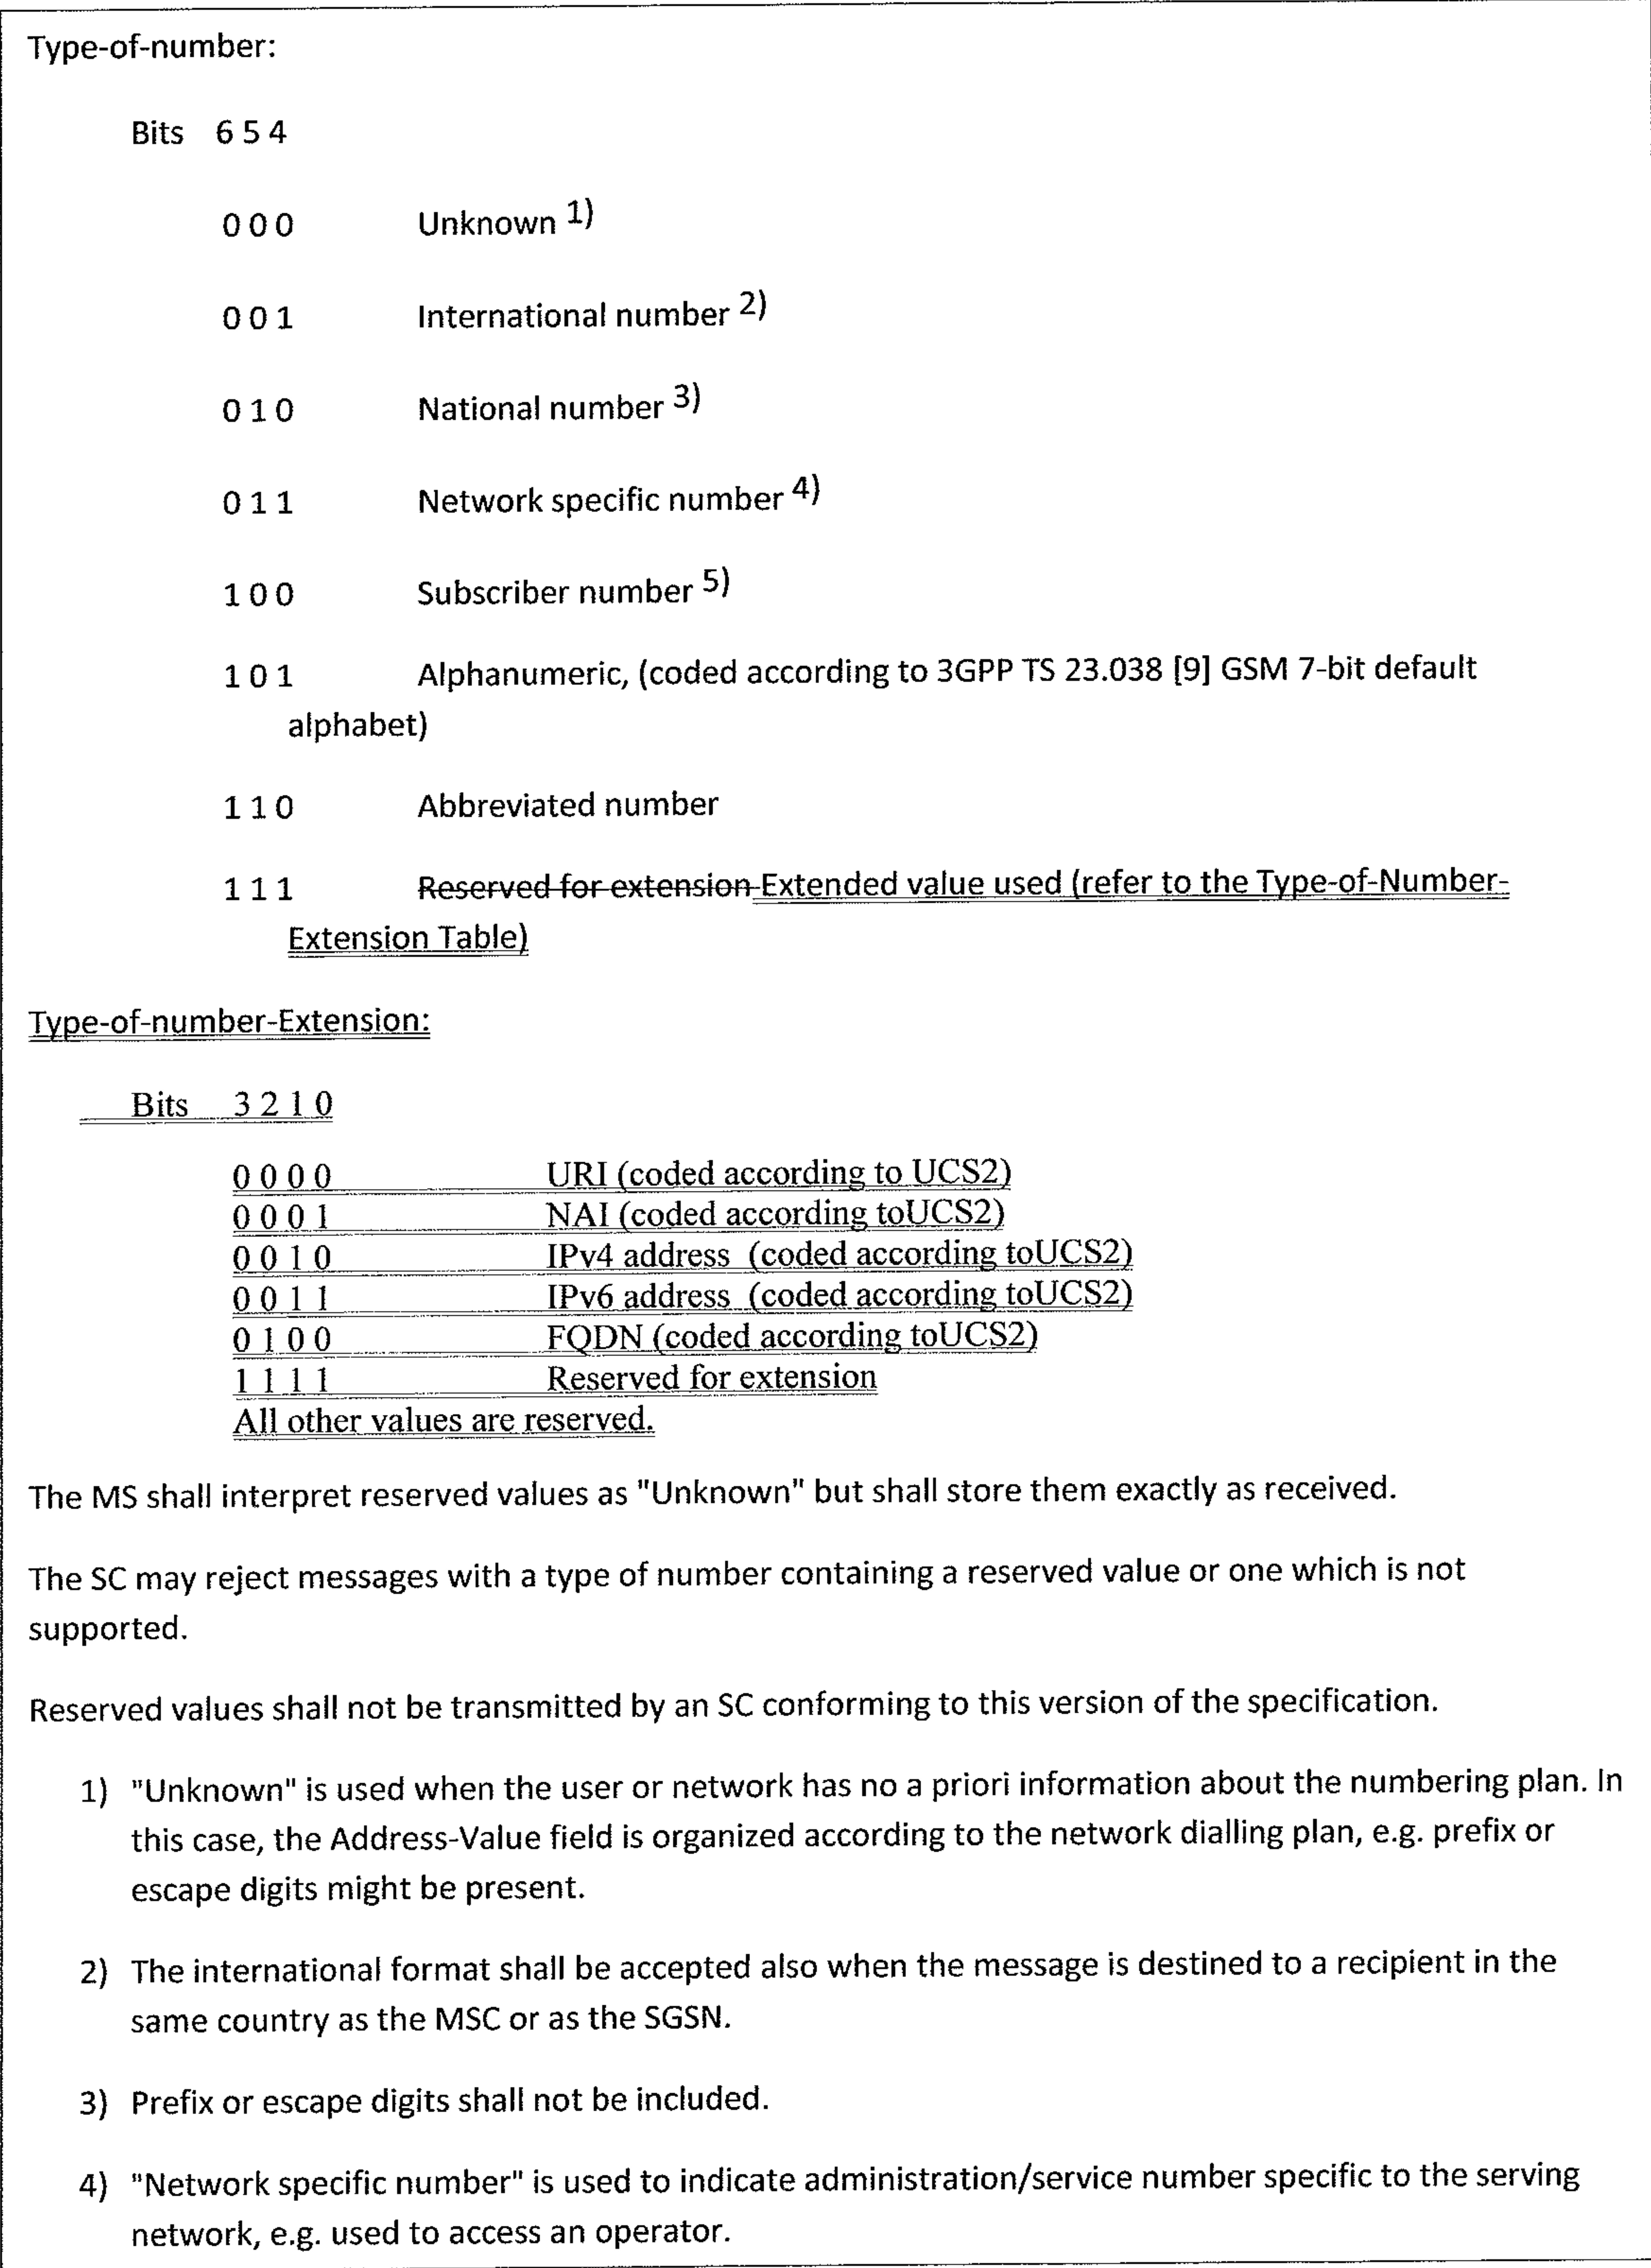 Type-of-number:
Bits 6 5 4
0 0 0 Unknown 1)
0 0 1 International number 2)
0 1 0 National number 3)
0 1 1 Network specific number 4)
1 0 0 Subscriber number 5)
1 0 1 Alphanumeric, (coded according to 3GPP TS 23.038 [9] GSM 7-bit default
alphabet)
1 1 0 Abbreviated number
1 1 1 Reserved for extension Extended value used (refer to the Type-of-Number-
Extension Table)
Type-of-number-Extension:
Bits 3 2 1 0
0 0 0 0 URI (coded according to UCS2)
0 0 0 1 NAI (coded according toUCS2)
0 0 1 0 IPv4 address (coded according toUCS2)
0 0 1 1 IPv6 address (coded according toUCS2)
0 1 0 0 FQDN (coded according toUCS2)
1 1 1 1 Reserved for extension
All other values are reserved.
The MS shall interpret reserved values as "Unknown" but shall store them exactly as received.
The SC may reject messages with a type of number containing a reserved value or one which is not
supported.
Reserved values shall not be transmitted by an SC conforming to this version of the specification.
1) "Unknown" is used when the user or network has no a priori information about the numbering plan. In
this case, the Address-Value field is organized according to the network dialling plan, e.g. prefix or
escape digits might be present.
2) The international format shall be accepted also when the message is destined to a recipient in the
same country as the MSC or as the SGSN.
3) Prefix or escape digits shall not be included.
4) "Network specific number" is used to indicate administration/service number specific to the serving
network, e.g. used to access an operator.